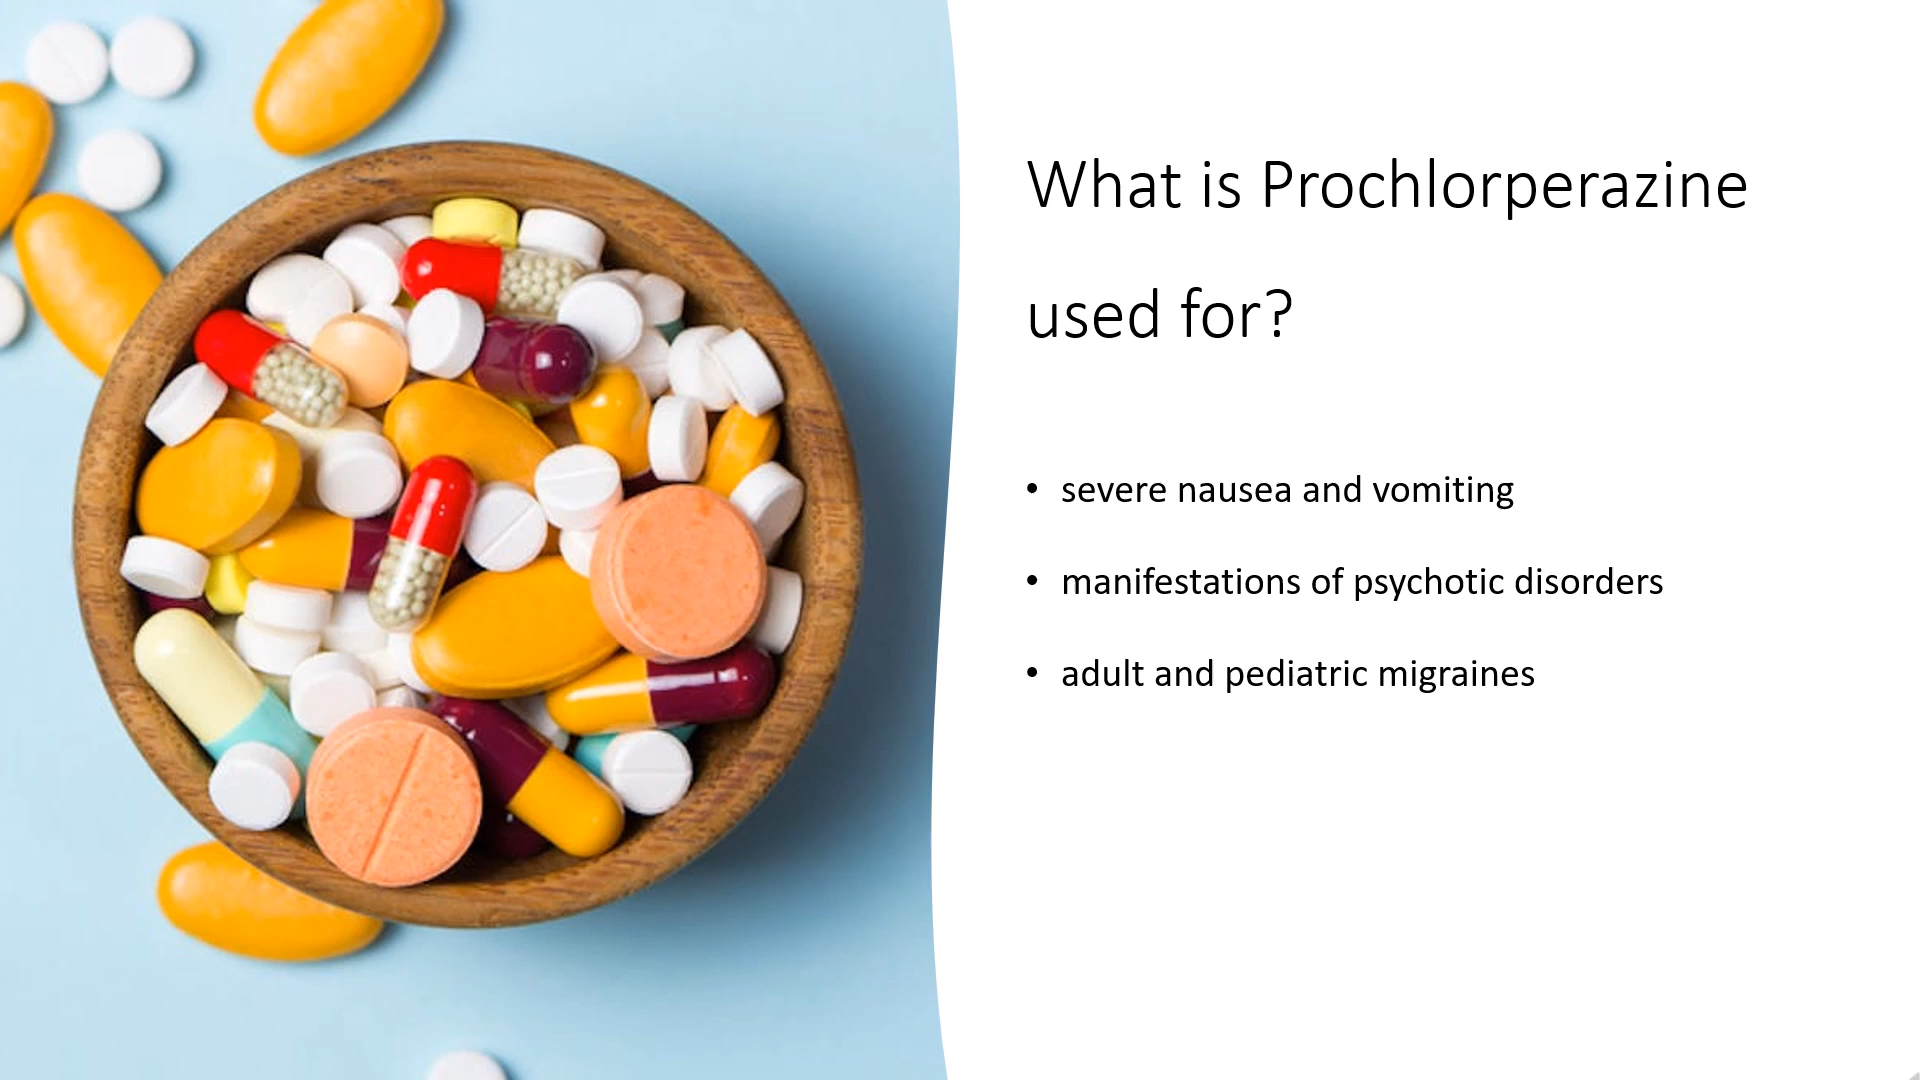 What is Prochlorperazine
used for?
• severe nausea and vomiting
• manifestations of psychotic disorders
• adult and pediatric migraines